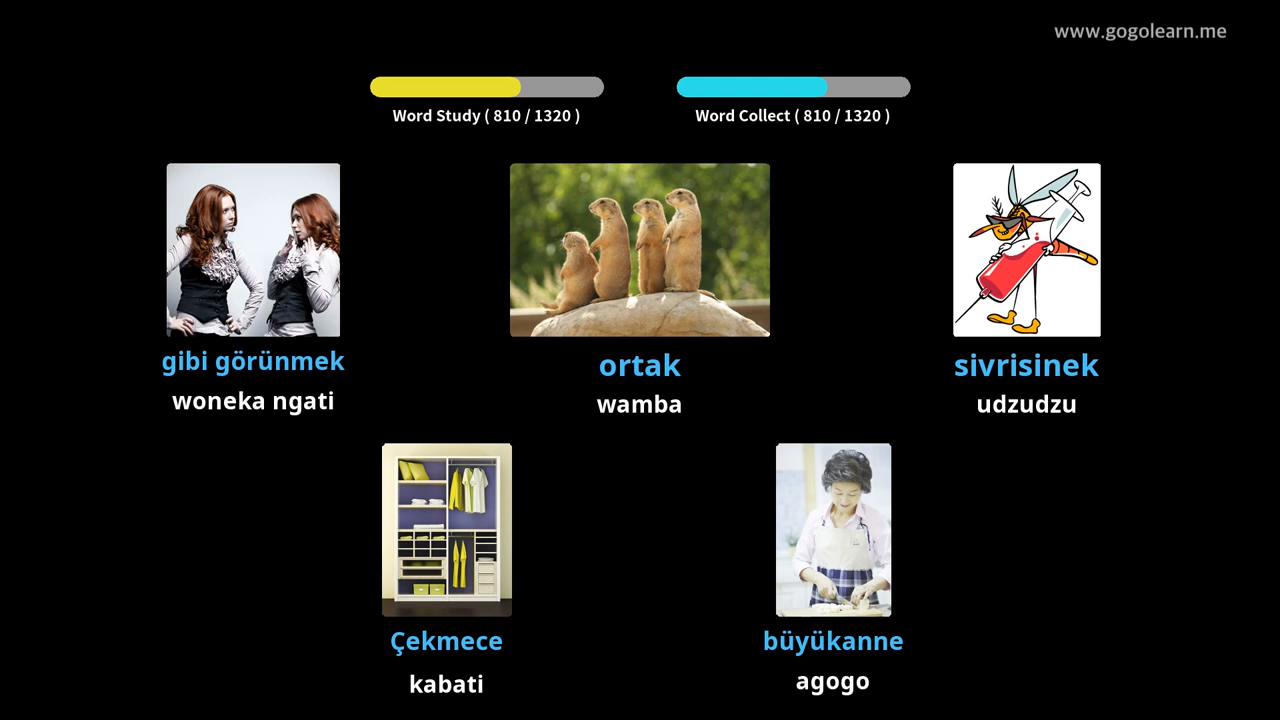 www.gogolearn.me
Word Study ( 810 / 1320 )
Word Collect ( 810 / 1320 )
gibi görünmek
woneka ngati
ortak
wamba
sivrisinek
udzudzu
Çekmece
kabati
büyükanne
agogo